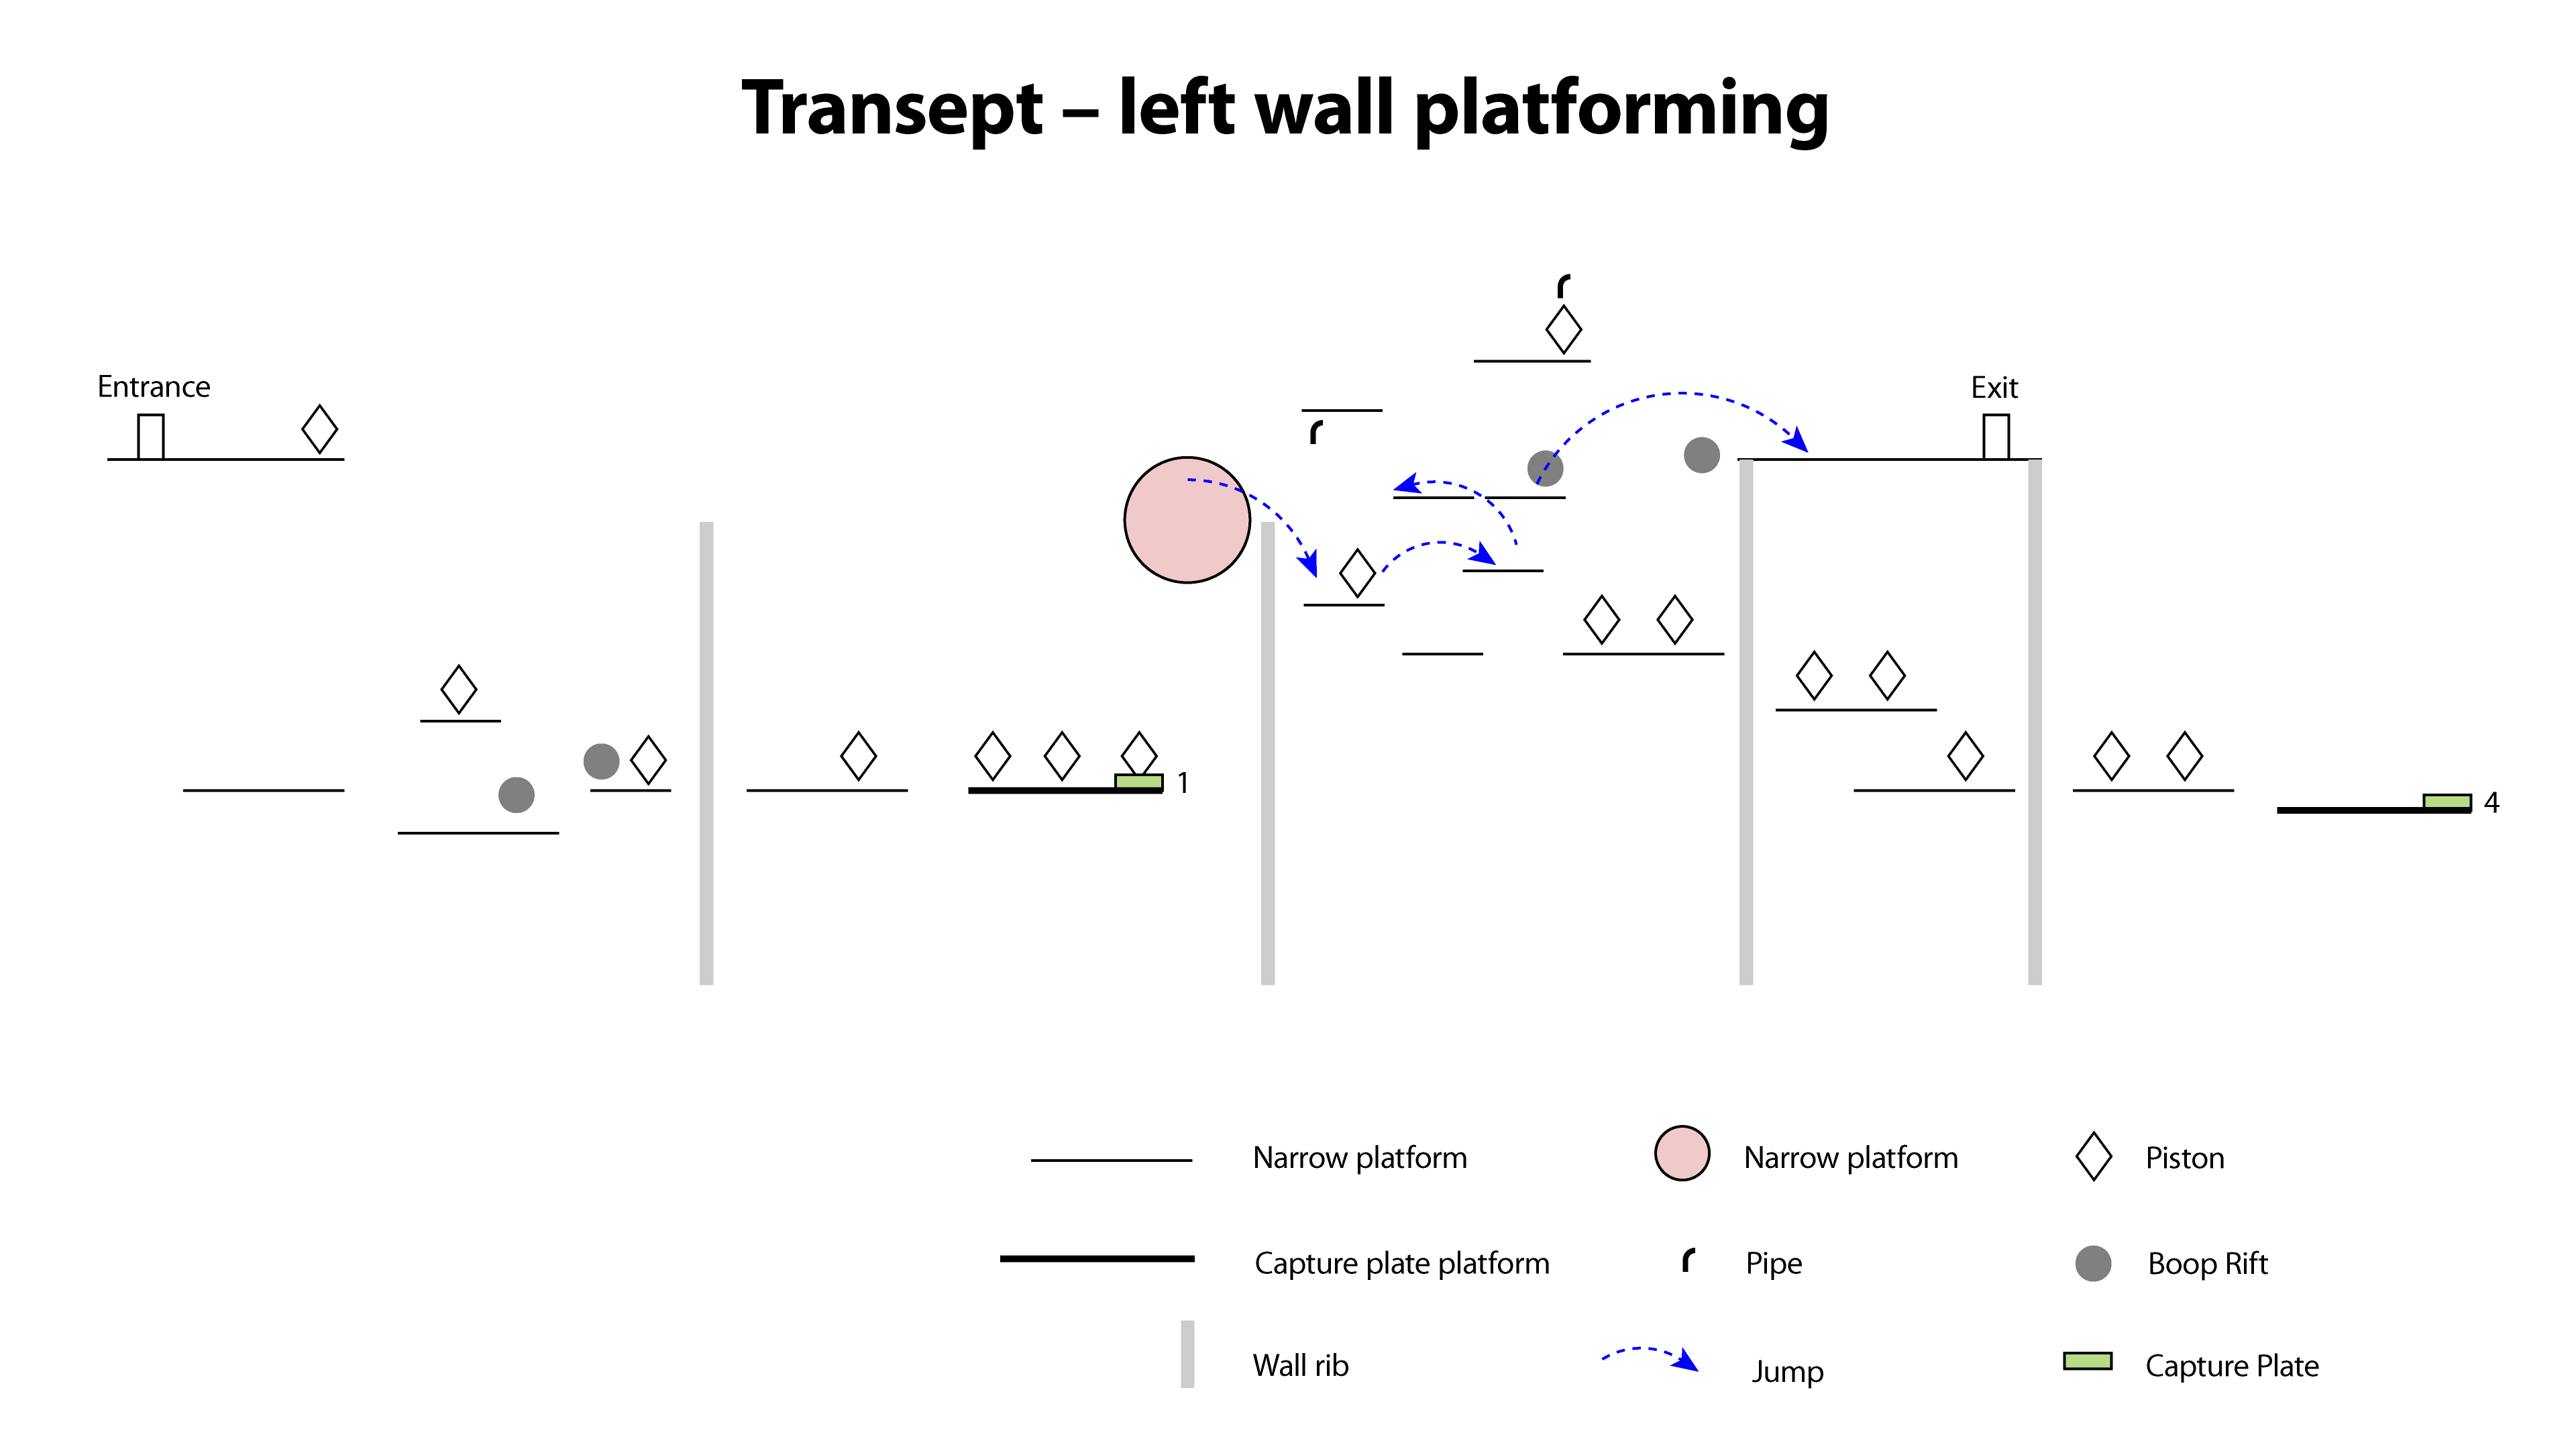 Transept – left wall platforming
Entrance
Exit
1
4
Narrow platform
Narrow platform
Piston
Capture plate platform
Pipe
Boop Rift
Wall rib
Jump
Capture Plate